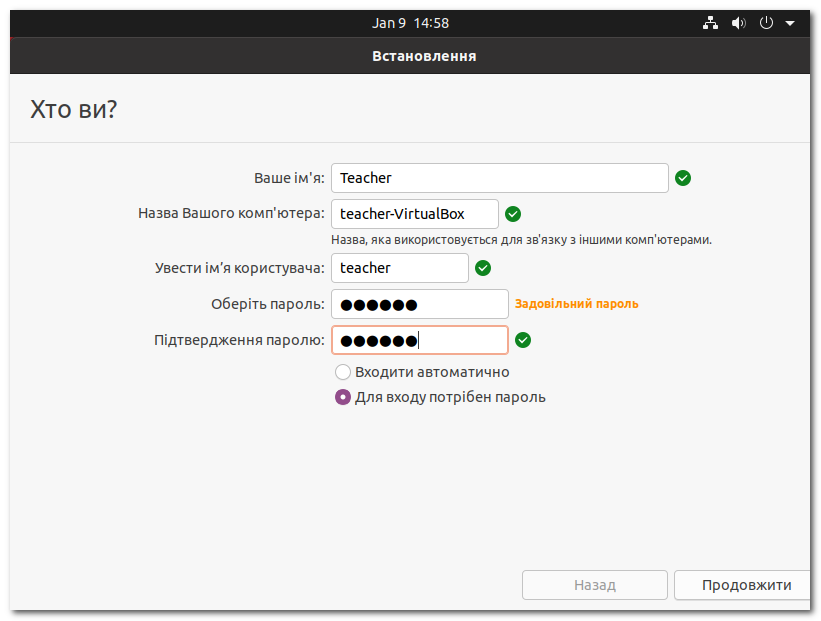 Jan 9 14:58
Встановлення
Хто ви?
Ваше ім'я: Teacher
Назва Вашого комп'ютера: teacher-VirtualBox
Назва, яка використовується для зв'язку з іншими комп'ютерами.
Увести ім’я користувача: teacher
Оберіть пароль: ●●●●●● Задовільний пароль
Підтвердження паролю: ●●●●●●
Входити автоматично
Для входу потрібен пароль
Назад Продовжити